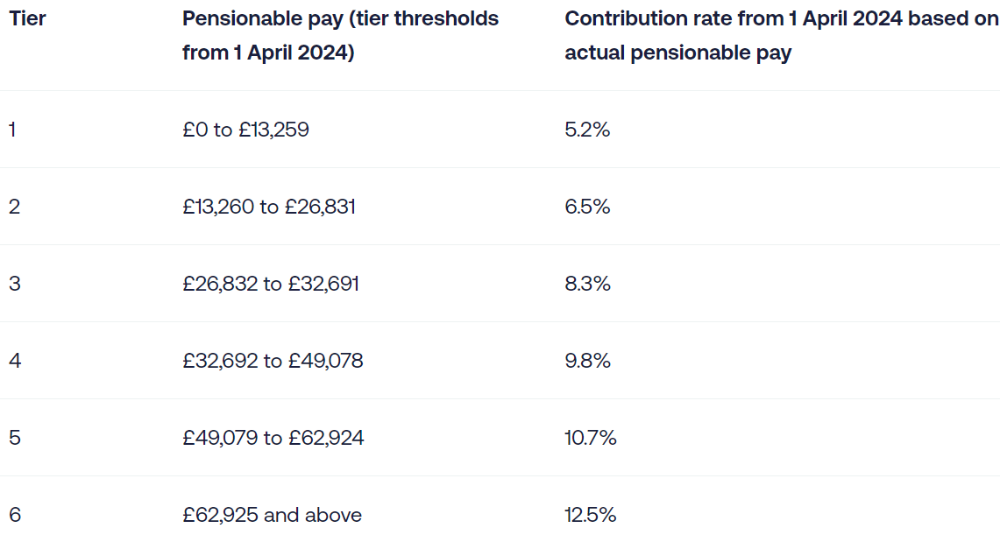 Tier Pensionable pay (tier thresholds Contribution rate from 1 April 2024 based on
from 1 April 2024) actual pensionable pay
1 £0 to £13,259 5.2%
2 £13,260 to £26,831 6.5%
3 £26,832 to £32,691 8.3%
4 £32,692 to £49,078 9.8%
5 £49,079 to £62,924 10.7%
6 £62,925 and above 12.5%